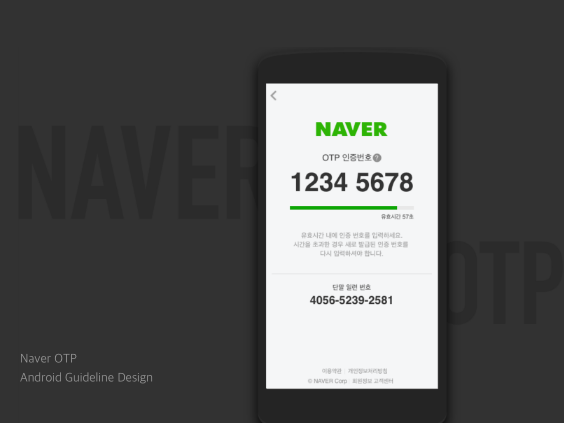 NAVER
OTP
NAVER
OTP 인증번호?
1234 5678
유효시간 57초
유효시간 내에 인증 번호를 입력하세요.
시간을 초과한 경우 새로 발급된 인증 번호를
다시 입력하셔야 합니다.
단말 일련 번호
4056-5239-2581
이용약관 | 개인정보처리방침
© NAVER Corp. | 회원정보 고객센터
Naver OTP
Android Guideline Design